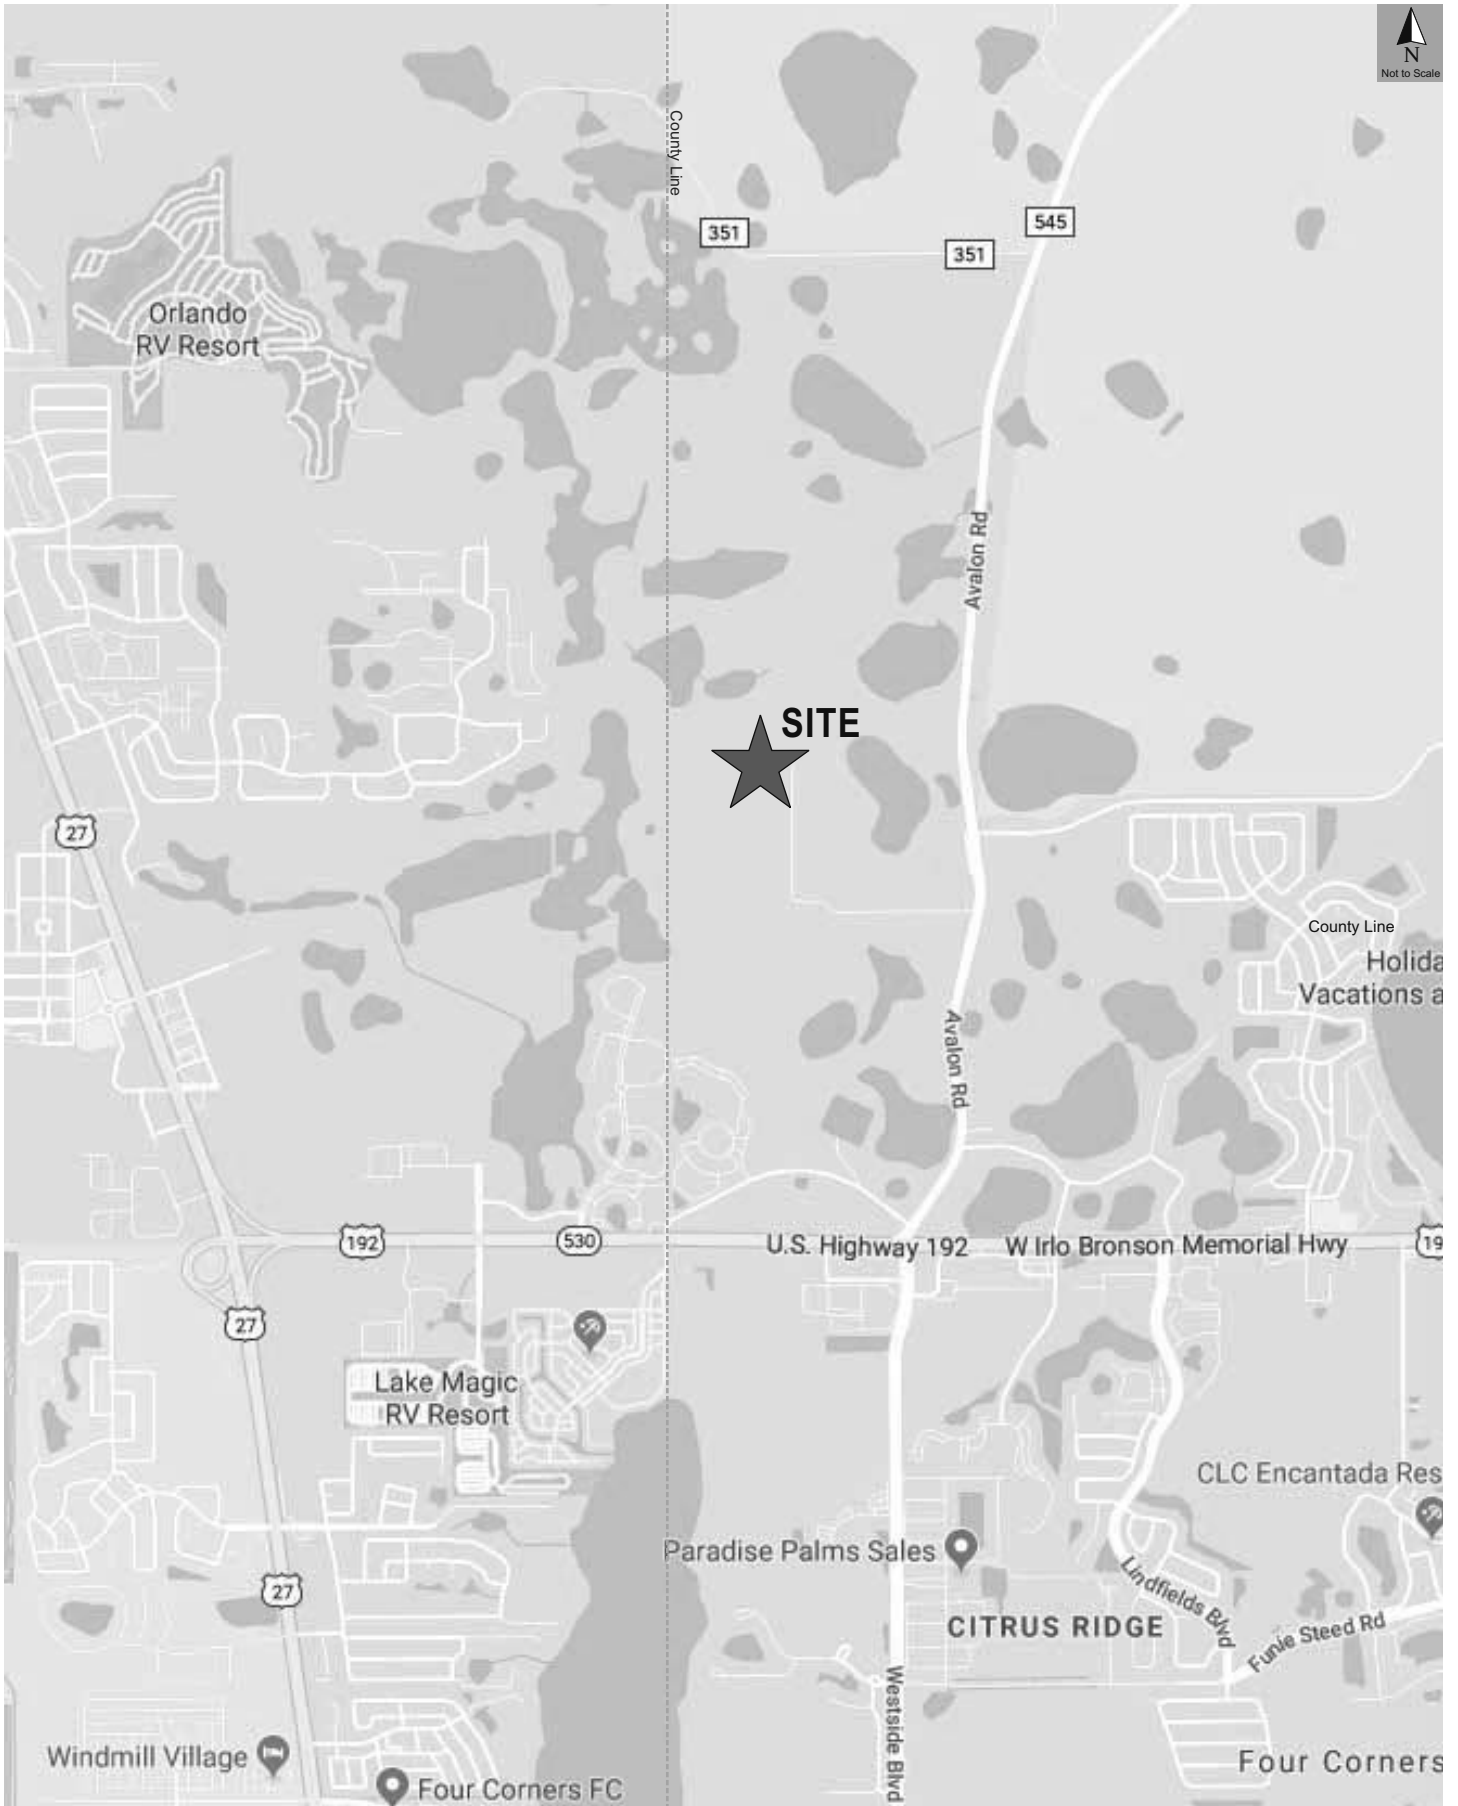 N
Not to Scale
County Line
545
351
351
Orlando
RV Resort
Avalon Rd
SITE
27
County Line
Holida
Vacations a
Avalon Rd
192
530
U.S. Highway 192
W Irlo Bronson Memorial Hwy
19
27
Lake Magic
RV Resort
CLC Encantada Res
Paradise Palms Sales
27
Lindfields Blvd
CITRUS RIDGE
Funie Steed Rd
Westside Blvd
Windmill Village
Four Corners
Four Corners FC